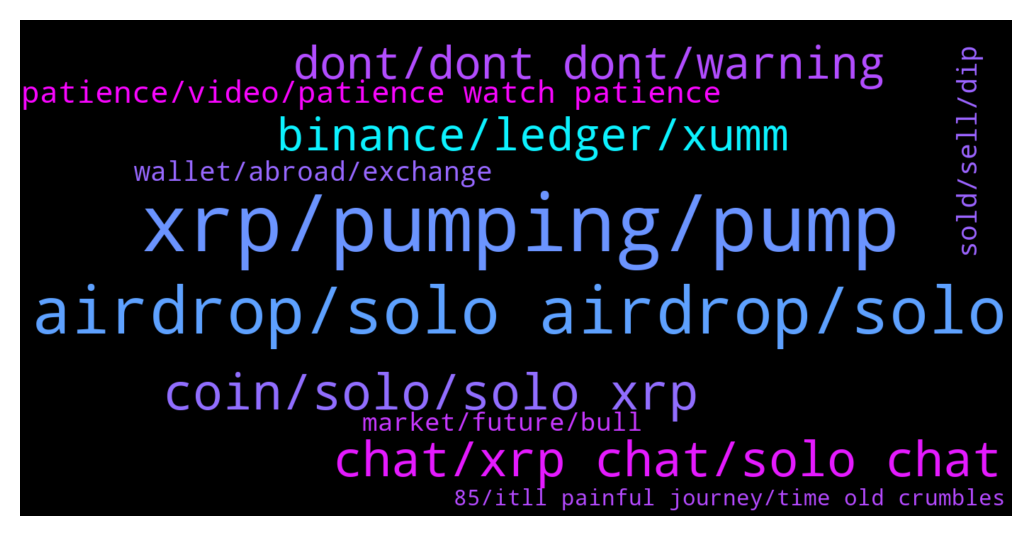 dont/dont dont/warning
patience/video/patience watch patience
binance/ledger/xumm
wallet/abroad/exchange
sold/sell/dip
xrp/pumping/pump
airdrop/solo airdrop/solo
coin/solo/solo xrp
market/future/bull
chat/xrp chat/solo chat
85/itll painful journey/time old crumbles